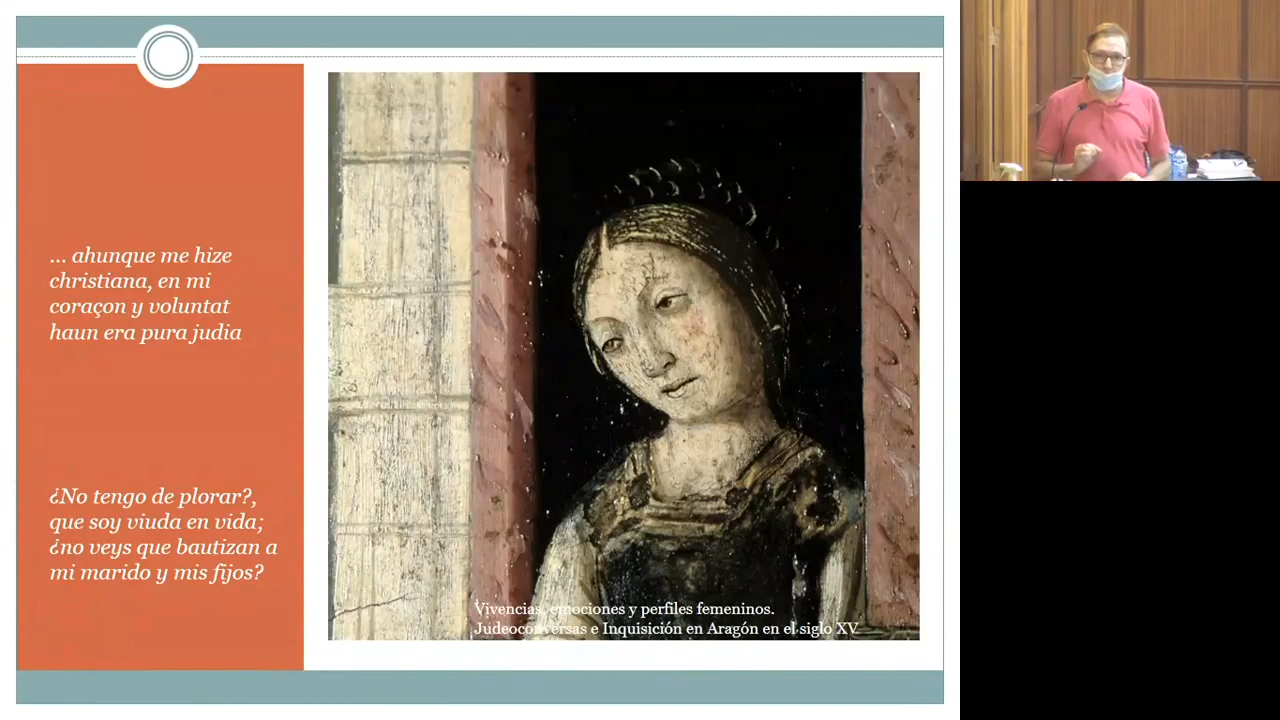 ... ahunque me hize
christiana, en mi
coraçon y voluntat
haun era pura judia
¿No tengo de plorar?,
que soy viuda en vida;
¿no veys que bautizan a
mi marido y mis fijos?
Vivencias, emociones y perfiles femeninos.
Judeoconversas e Inquisición en Aragón en el siglo XV